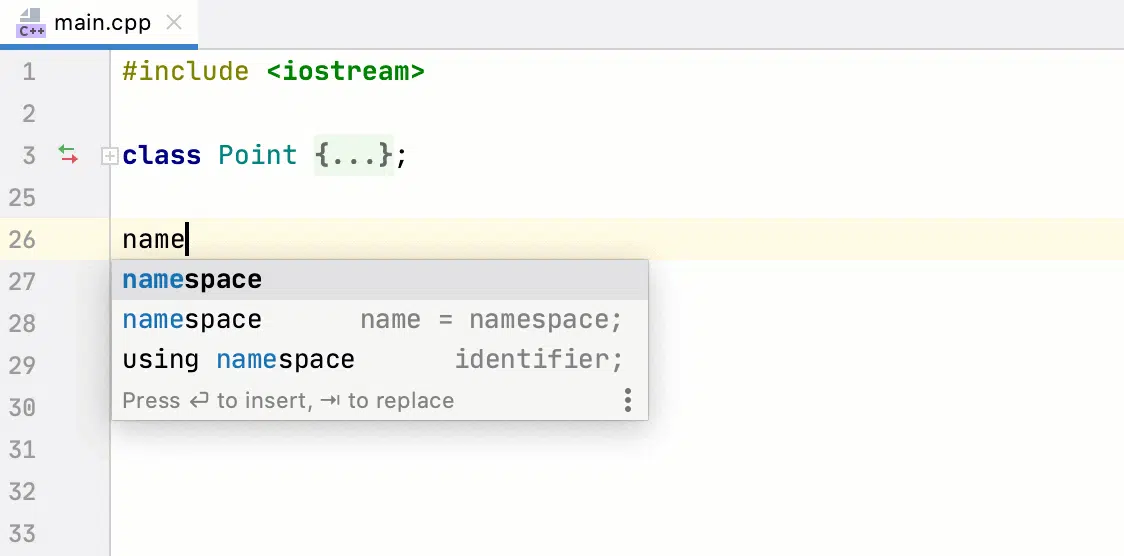 C++ main.cpp
1 #include <iostream>
2
3 class Point {...};
25
26 name
27 namespace
28 namespace name = namespace;
29 using namespace identifier;
30 Press ↵ to insert, ⇥ to replace
31
32
33